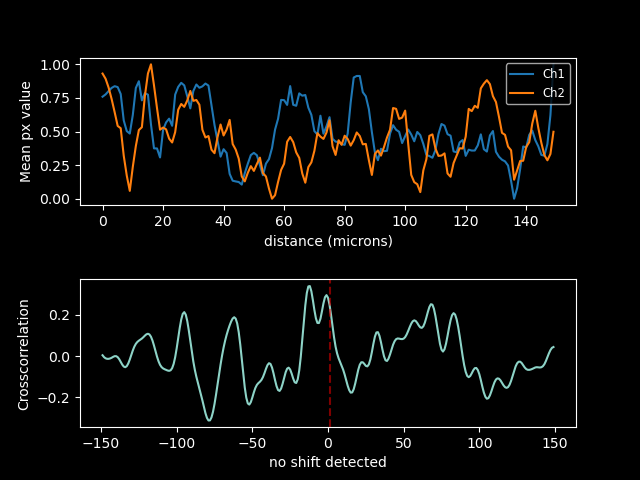 1.00
0.75
0.50
0.25
0.00
Mean px value
Ch1
Ch2
0 20 40 60 80 100 120 140
distance (microns)
0.2
0.0
−0.2
Crosscorrelation
−150 −100 −50 0 50 100 150
no shift detected